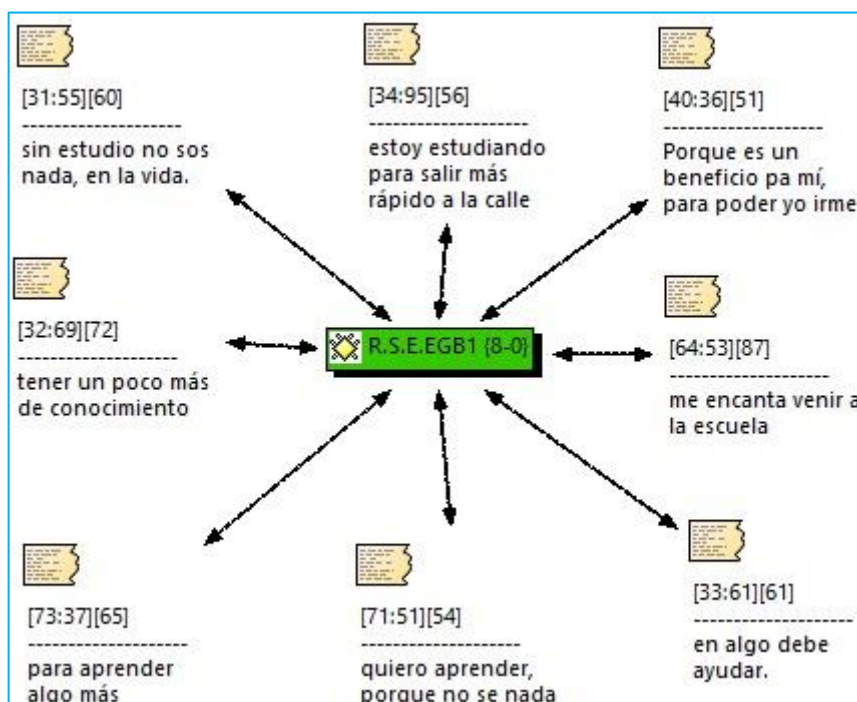 [31:55][60]
--------------------
sin estudio no sos
nada, en la vida.
[34:95][56]
--------------------
estoy estudiando
para salir más
rápido a la calle
[40:36][51]
--------------------
Porque es un
beneficio pa mí,
para poder yo irme
[32:69][72]
--------------------
tener un poco más
de conocimiento
R.S.E.EGB1 {8-0}
[64:53][87]
--------------------
me encanta venir a
la escuela
[73:37][65]
--------------------
para aprender
algo más
[71:51][54]
--------------------
quiero aprender,
porque no se nada
[33:61][61]
--------------------
en algo debe
ayudar.